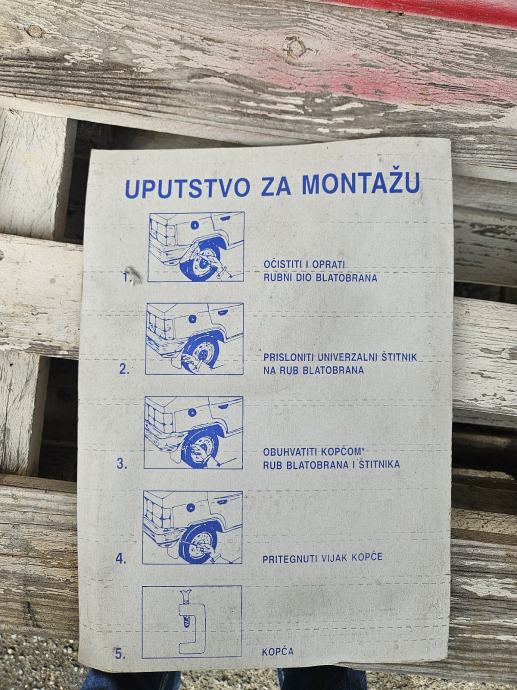 UPUTSTVO ZA MONTAŽU
1.
OČISTITI I OPRATI
RUBNI DIO BLATOBRANA
2.
PRISLONITI UNIVERZALNI ŠTITNIK
NA RUB BLATOBRANA
3.
OBUHVATITI KOPČOM*
RUB BLATOBRANA I ŠTITNIKA
4.
PRITEGNUTI VIJAK KOPČE
5.
KOPČA